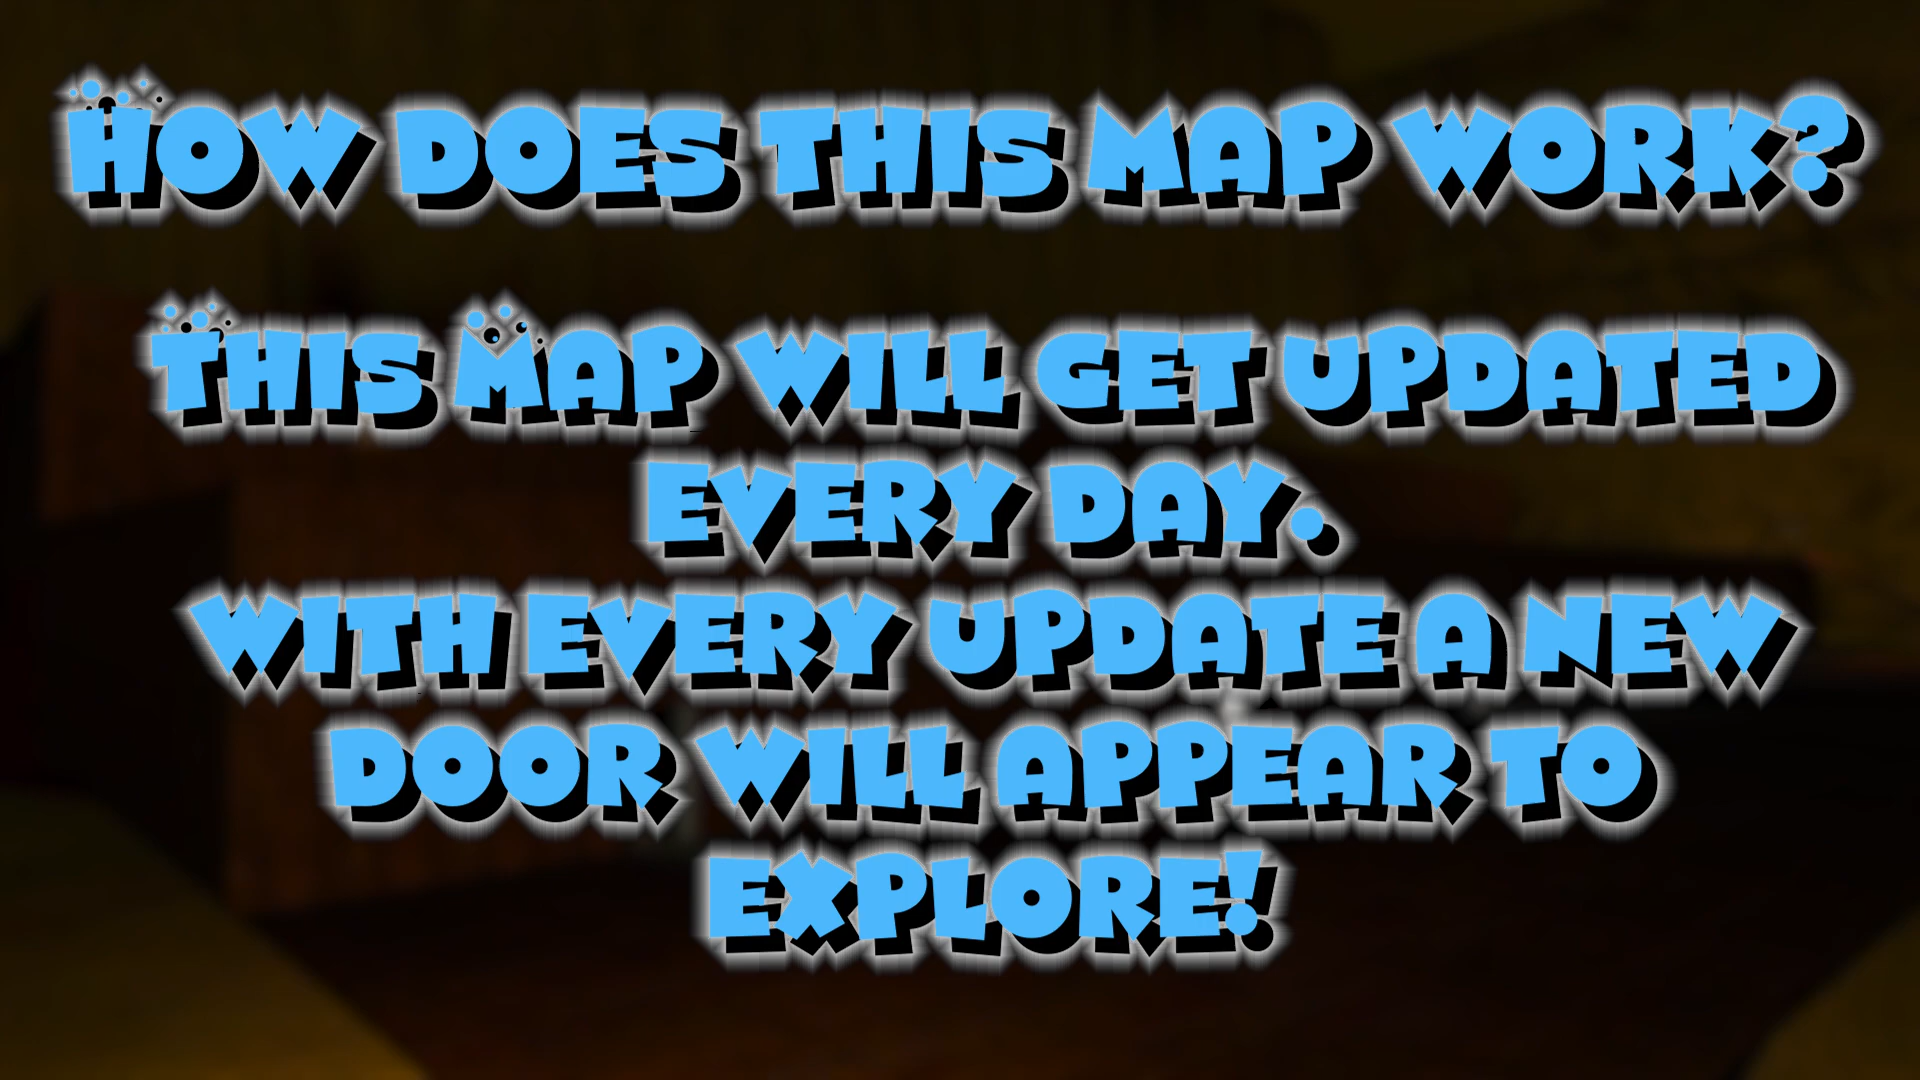 HOW DOES THIS MAP WORK?
THIS MAP WILL GET UPDATED
EVERY DAY.
WITH EVERY UPDATE A NEW
DOOR WILL APPEAR TO
EXPLORE!